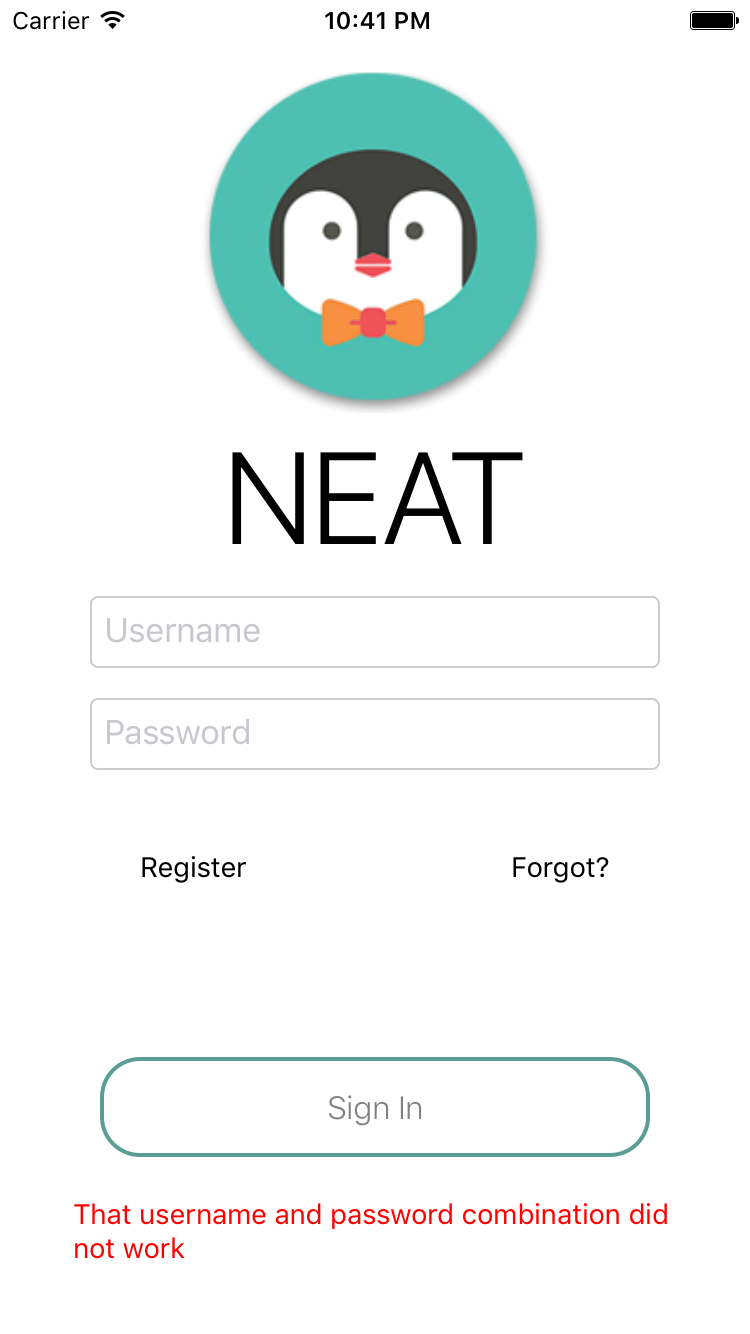 Carrier 10:41 PM
NEAT
Username
Password
Register Forgot?
Sign In
That username and password combination did
not work